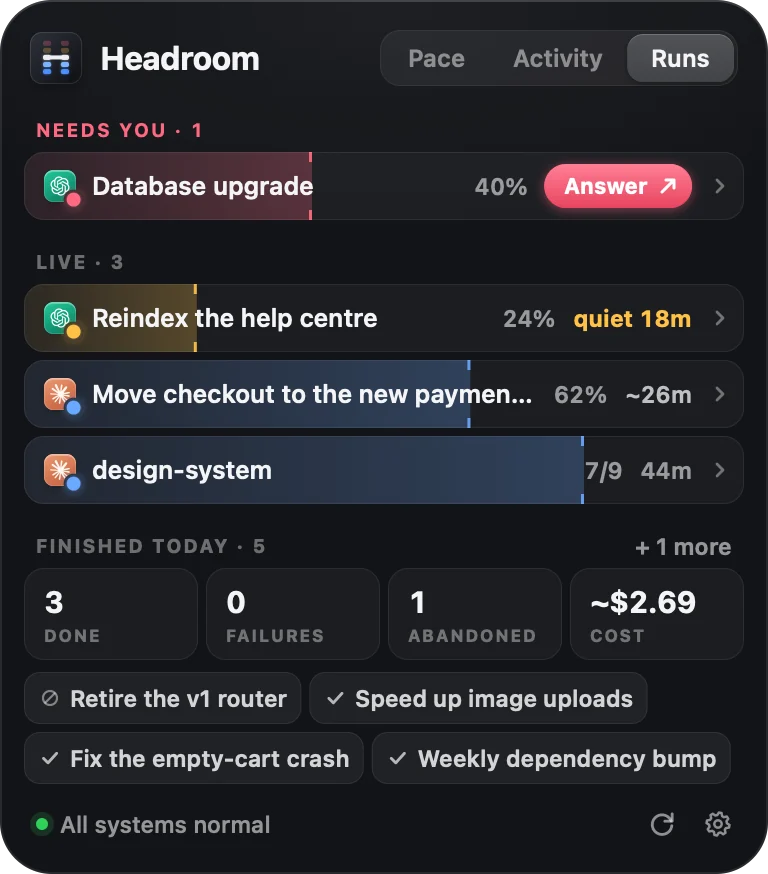 Headroom Pace Activity Runs
NEEDS YOU · 1
Database upgrade 40% Answer ↗
LIVE · 3
Reindex the help centre 24% quiet 18m
Move checkout to the new paymen... 62% ~26m
design-system 7/9 44m
FINISHED TODAY · 5 + 1 more
3 0 1 ~$2.69
DONE FAILURES ABANDONED COST
Retire the v1 router Speed up image uploads
Fix the empty-cart crash Weekly dependency bump
All systems normal